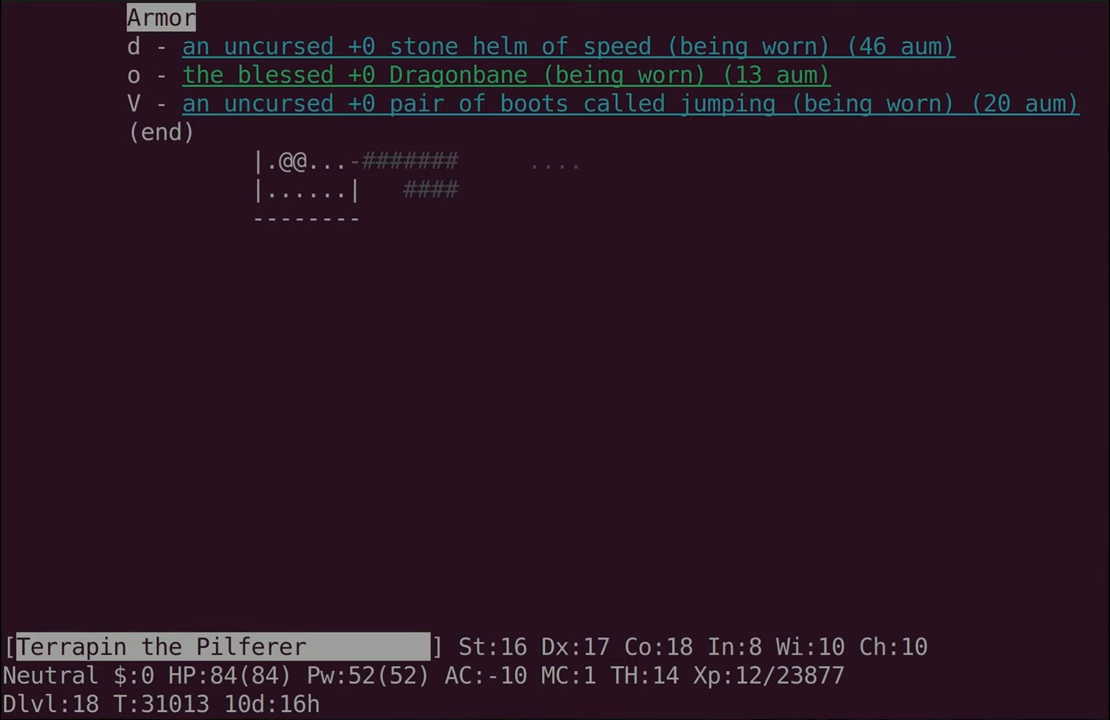 Armor
d - an uncursed +0 stone helm of speed (being worn) (46 aum)
o - the blessed +0 Dragonbane (being worn) (13 aum)
V - an uncursed +0 pair of boots called jumping (being worn) (20 aum)
(end)
|.@@...-####### ....
|......| ####
--------
[Terrapin the Pilferer ] St:16 Dx:17 Co:18 In:8 Wi:10 Ch:10
Neutral $:0 HP:84(84) Pw:52(52) AC:-10 MC:1 TH:14 Xp:12/23877
Dlvl:18 T:31013 10d:16h